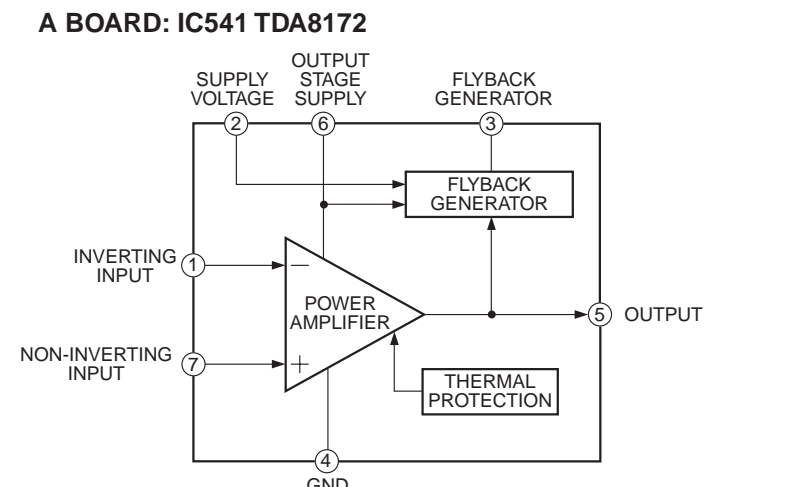 A BOARD: IC541 TDA8172
OUTPUT
STAGE
SUPPLY
SUPPLY
VOLTAGE
FLYBACK
GENERATOR
2
6
3
FLYBACK
GENERATOR
INVERTING
INPUT
1
−
POWER
AMPLIFIER
5
OUTPUT
NON-INVERTING
INPUT
7
+
THERMAL
PROTECTION
4
GND